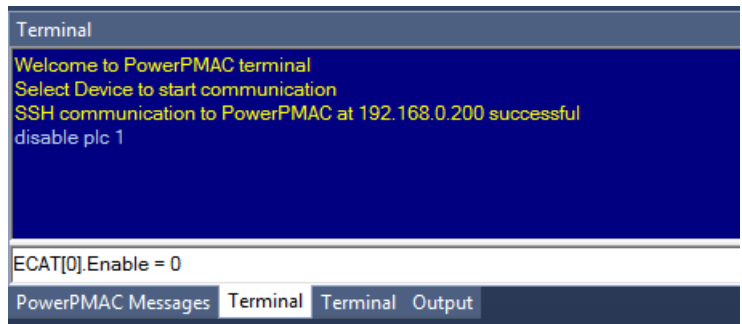 Terminal
Welcome to PowerPMAC terminal
Select Device to start communication
SSH communication to PowerPMAC at 192.168.0.200 successful
disable plc 1
ECAT[0].Enable = 0
PowerPMAC Messages Terminal Terminal Output